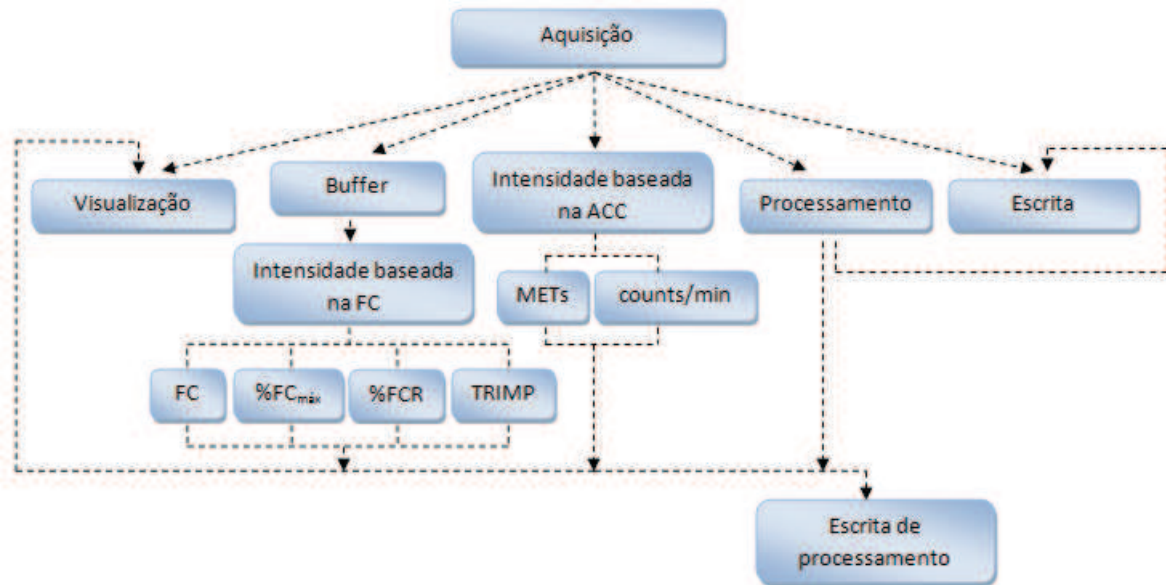 Aquisição
Visualização
Buffer
Intensidade baseada
na ACC
Processamento
Escrita
Intensidade baseada
na FC
METs
counts/min
FC
%FCmáx
%FCR
TRIMP
Escrita de
processamento